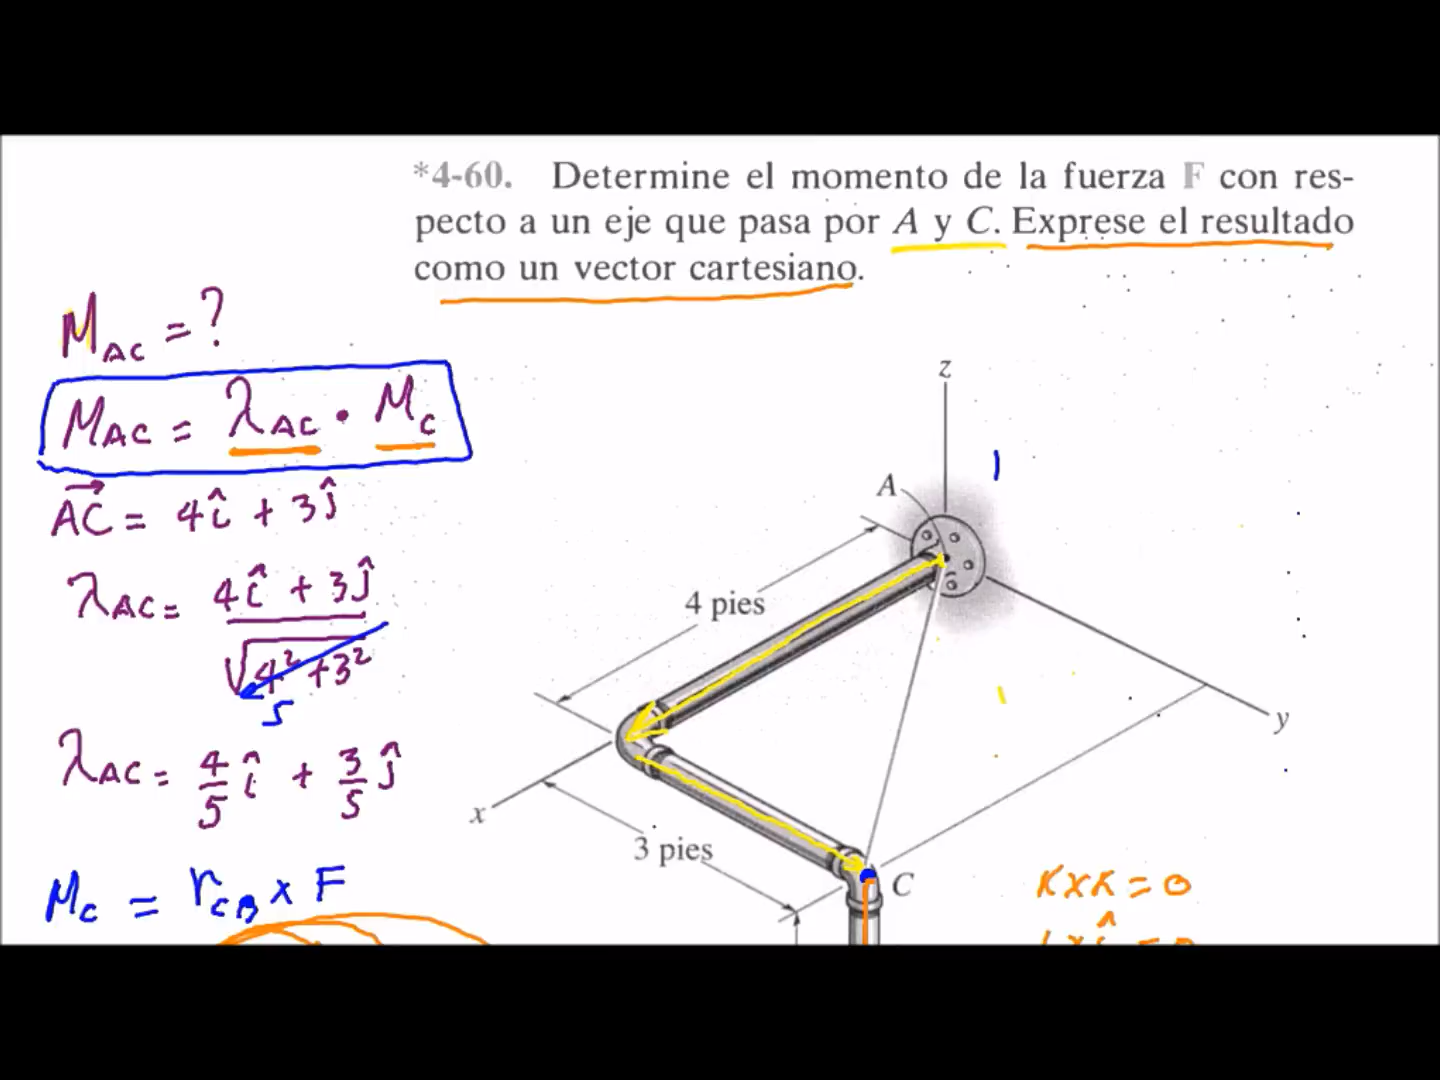 *4-60. Determine el momento de la fuerza F con res-
pecto a un eje que pasa por A y C. Exprese el resultado
como un vector cartesiano.
M_AC = ?
M_AC = λ_AC · M_C
AC = 4î + 3ĵ
λ_AC = 4î + 3ĵ
√4² + 3²
5
λ_AC = 4/5 î + 3/5 ĵ
M_C = r_CB x F
z
A
4 pies
y
x
3 pies
C
K x K = 0